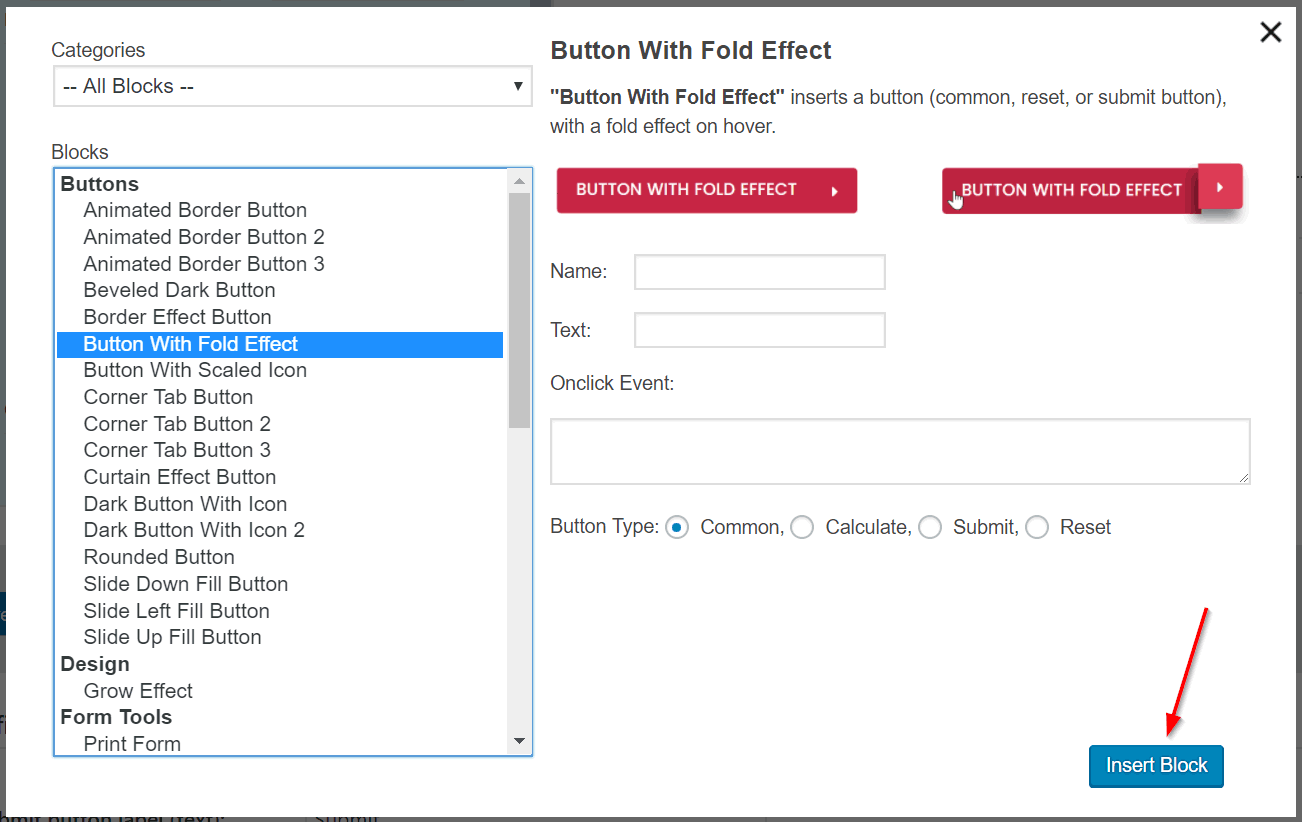 Categories
-- All Blocks --
Blocks
Buttons
Animated Border Button
Animated Border Button 2
Animated Border Button 3
Beveled Dark Button
Border Effect Button
Button With Fold Effect
Button With Scaled Icon
Corner Tab Button
Corner Tab Button 2
Corner Tab Button 3
Curtain Effect Button
Dark Button With Icon
Dark Button With Icon 2
Rounded Button
Slide Down Fill Button
Slide Left Fill Button
Slide Up Fill Button
Design
Grow Effect
Form Tools
Print Form
Button With Fold Effect
"Button With Fold Effect" inserts a button (common, reset, or submit button),
with a fold effect on hover.
BUTTON WITH FOLD EFFECT
BUTTON WITH FOLD EFFECT
Name:
Text:
Onclick Event:
Button Type: Common, Calculate, Submit, Reset
Insert Block